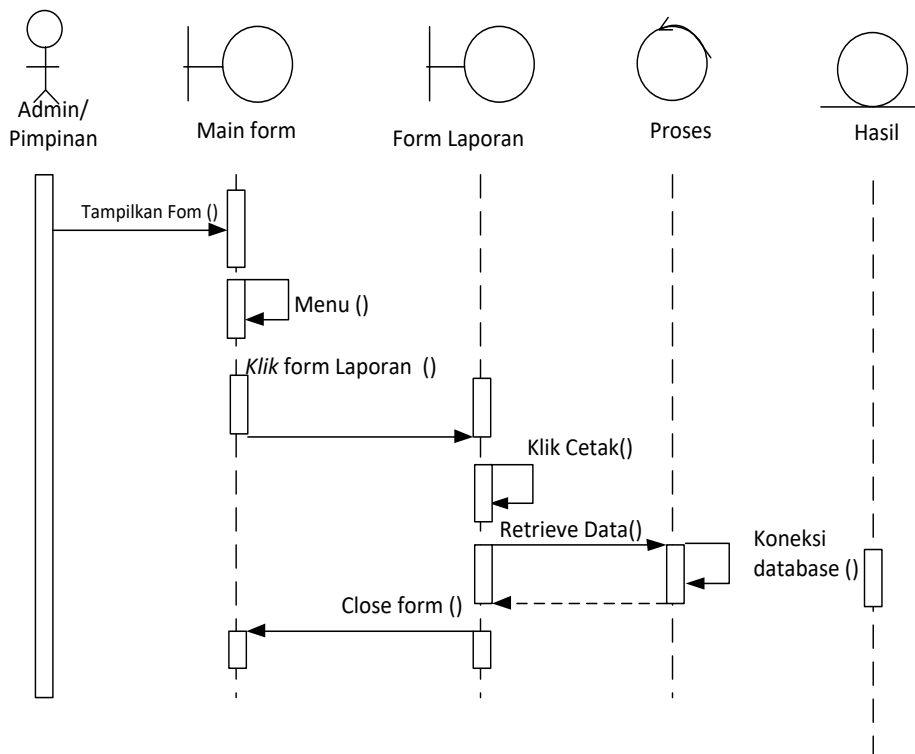 Admin/
Pimpinan
Main form
Form Laporan
Proses
Hasil
Tampilkan Fom ()
Menu ()
Klik form Laporan ()
Klik Cetak()
Retrieve Data()
Koneksi
database ()
Close form ()